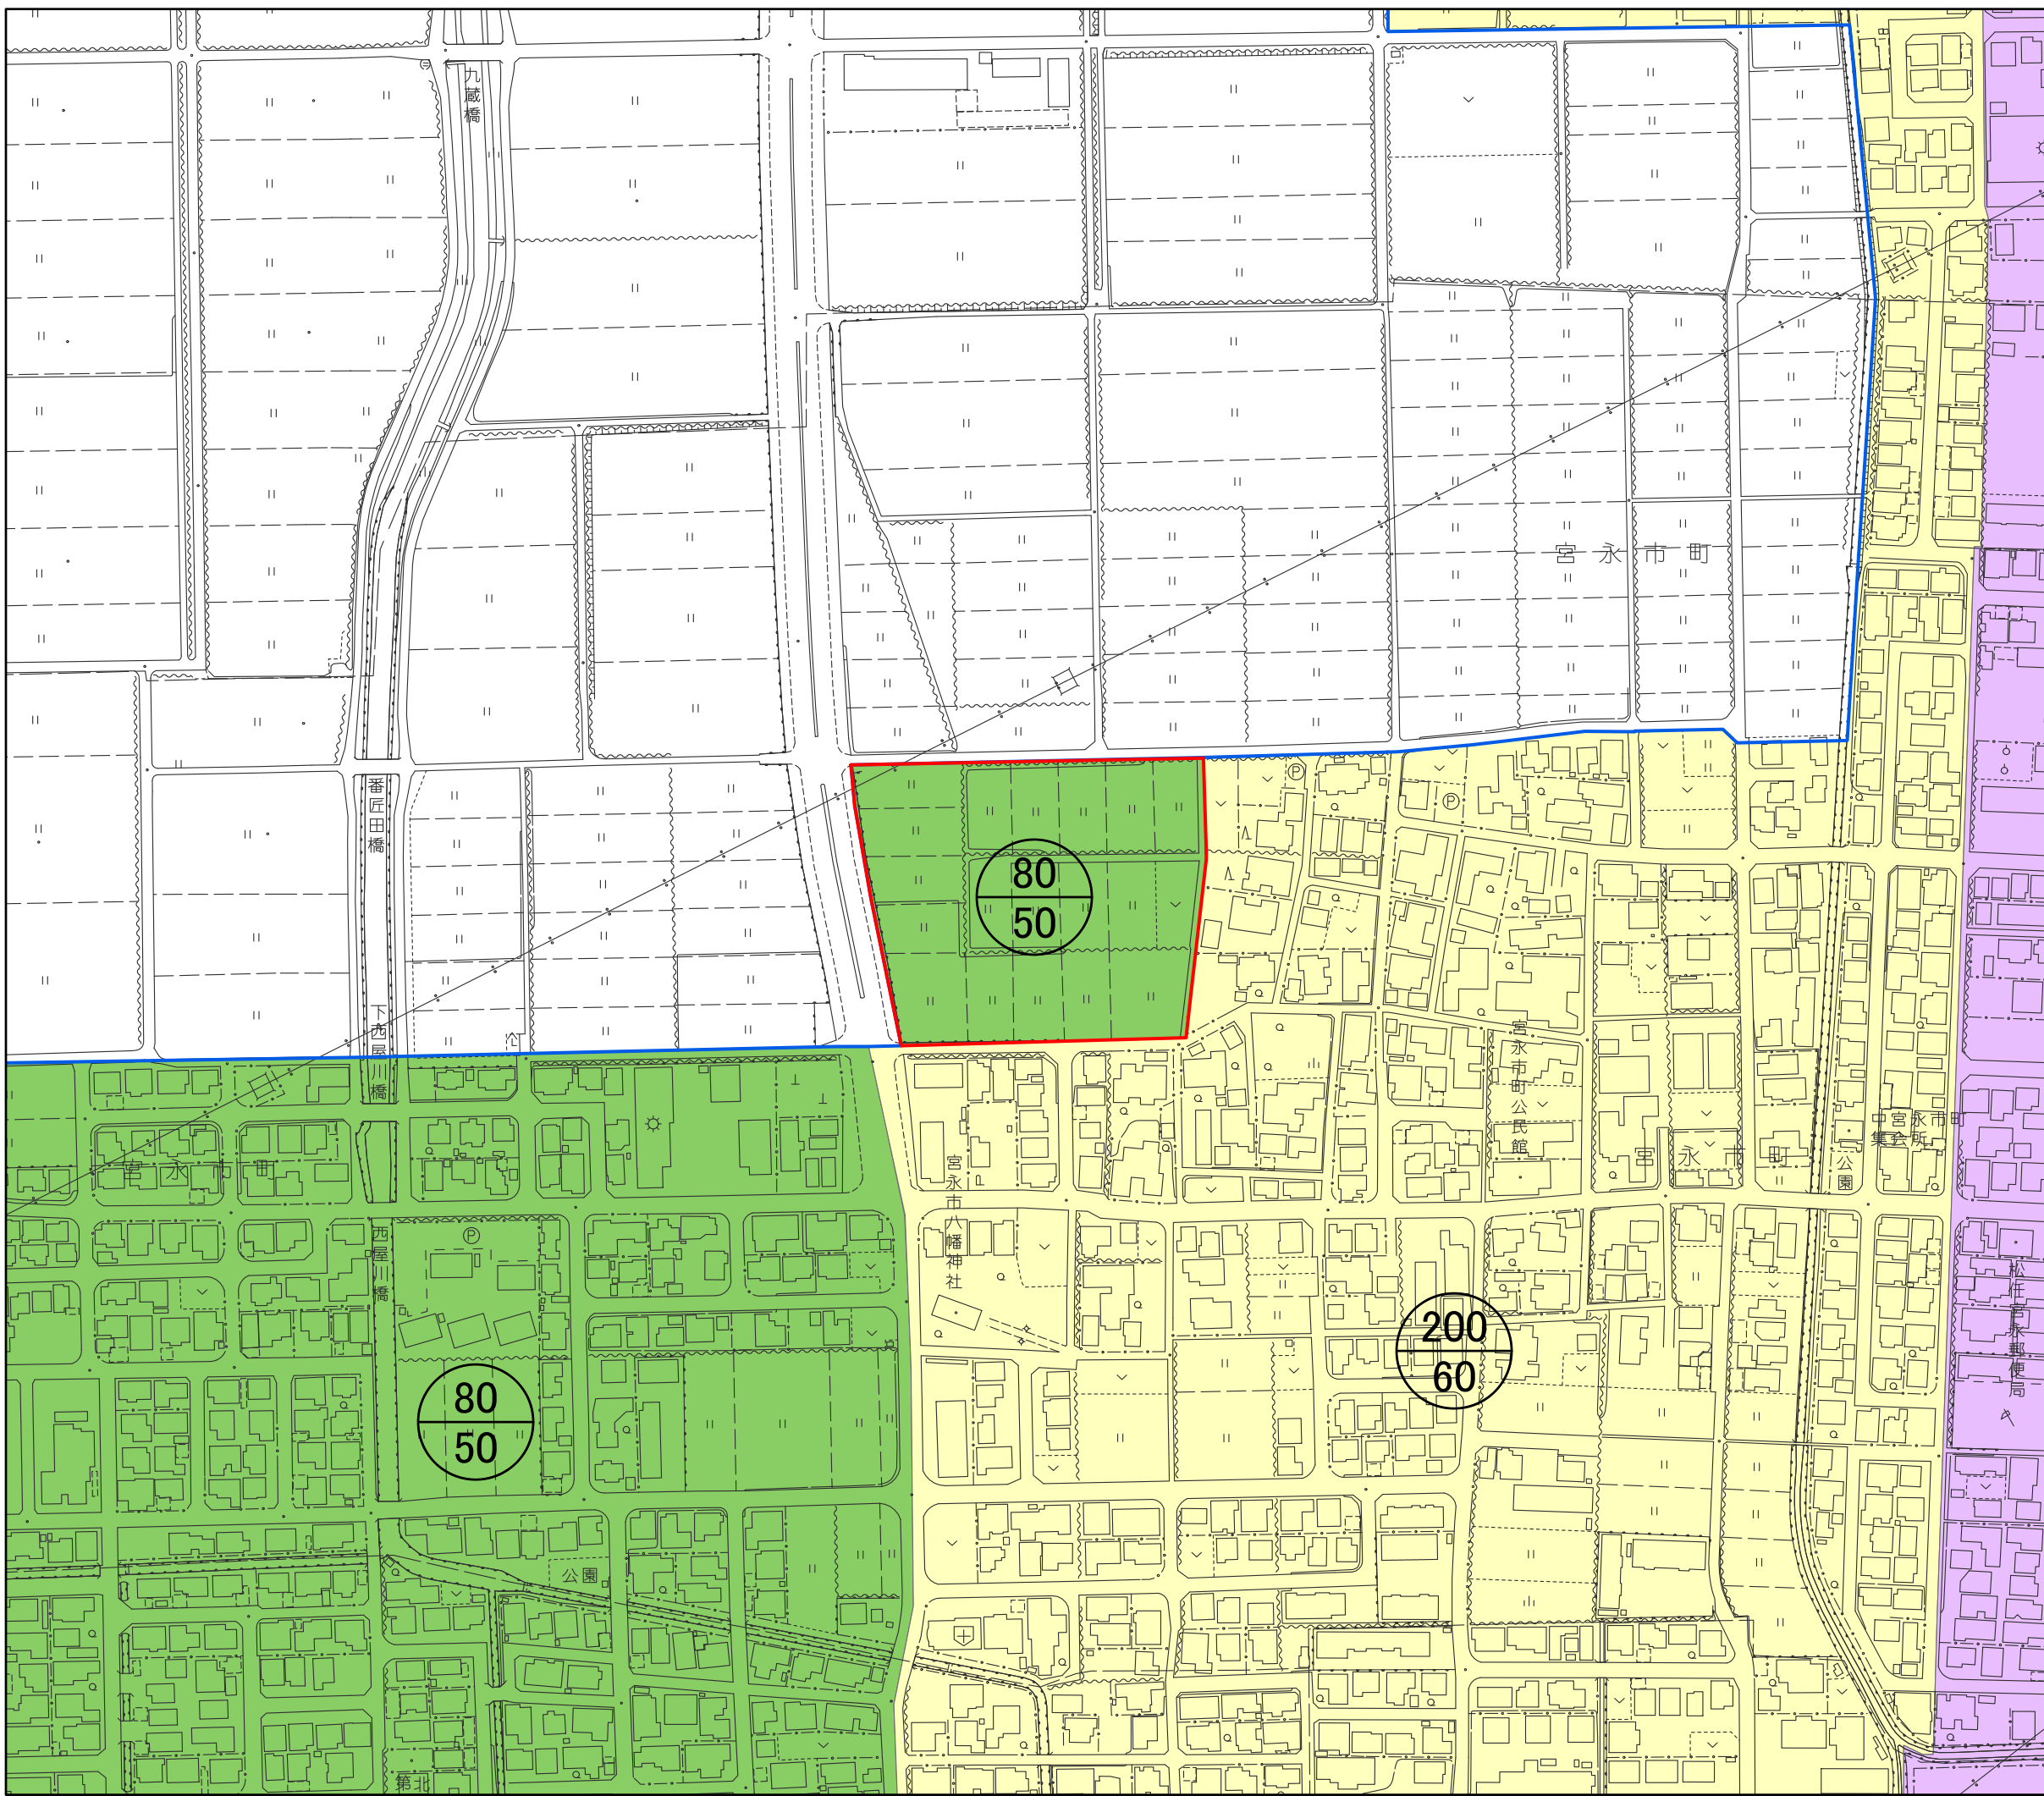 九蔵橋
宮永市町
番匠田橋
80
50
下西屋川橋
宮永市町公民館
中宮永市町
集会所
宮永市町
宮永市八幡神社
宮永市町
公園
西屋川橋
松任宮永郵便局
200
60
80
50
公園
第北
P
P
P